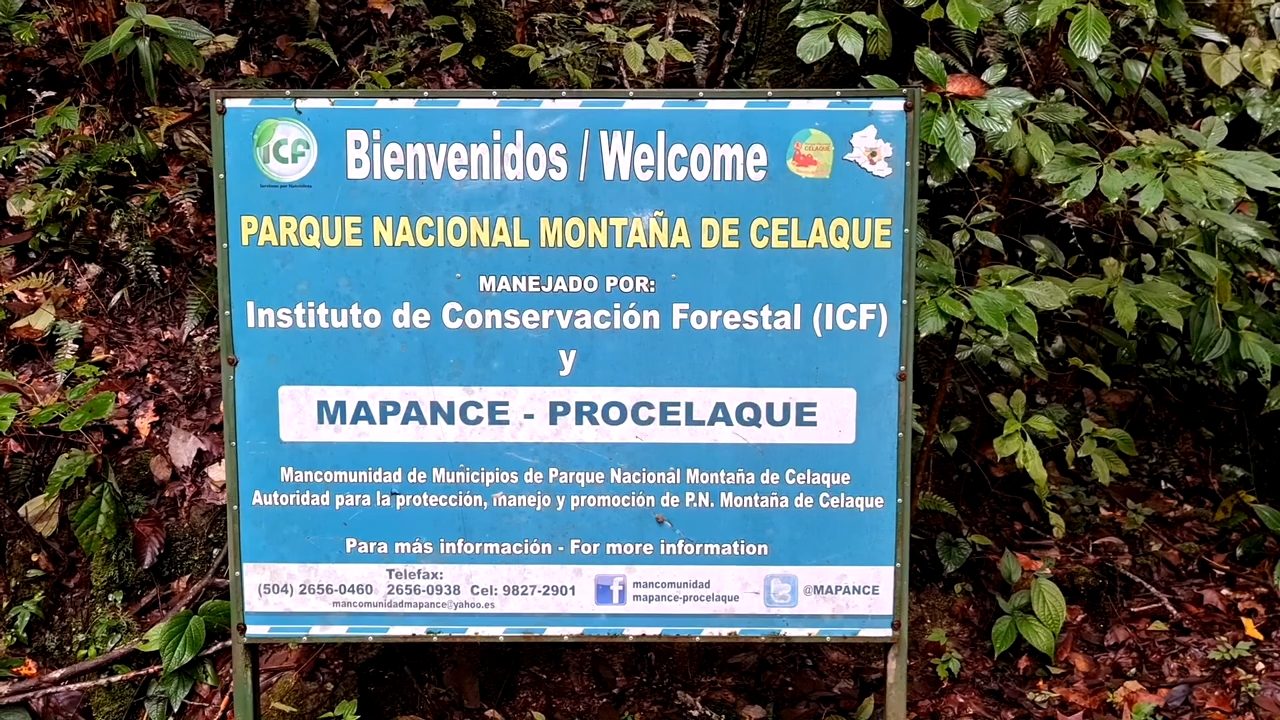 ICF
Bienvenidos / Welcome
CELAQUE
PARQUE NACIONAL MONTAÑA DE CELAQUE
MANEJADO POR:
Instituto de Conservación Forestal (ICF)
y
MAPANCE - PROCELAQUE
Mancomunidad de Municipios de Parque Nacional Montaña de Celaque
Autoridad para la protección, manejo y promoción de P.N. Montaña de Celaque
Para más información - For more information
Telefax:
(504) 2656-0460 2656-0938 Cel: 9827-2901
mancomunidadmapance@yahoo.es
f mancomunidad
mapance-procelaque
@MAPANCE